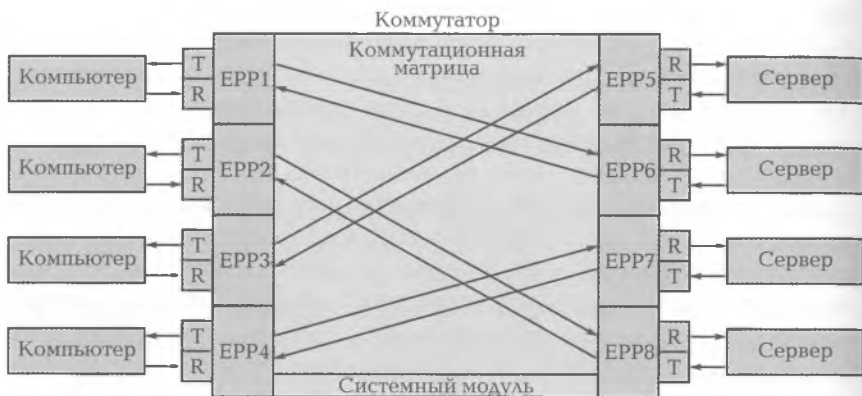 Коммутатор
Коммутационная
матрица
Компьютер
T
R
EPP1
EPP5
R
T
Сервер
Компьютер
T
R
EPP2
EPP6
R
T
Сервер
Компьютер
T
R
EPP3
EPP7
R
T
Сервер
Компьютер
T
R
EPP4
EPP8
R
T
Сервер
Системный модуль